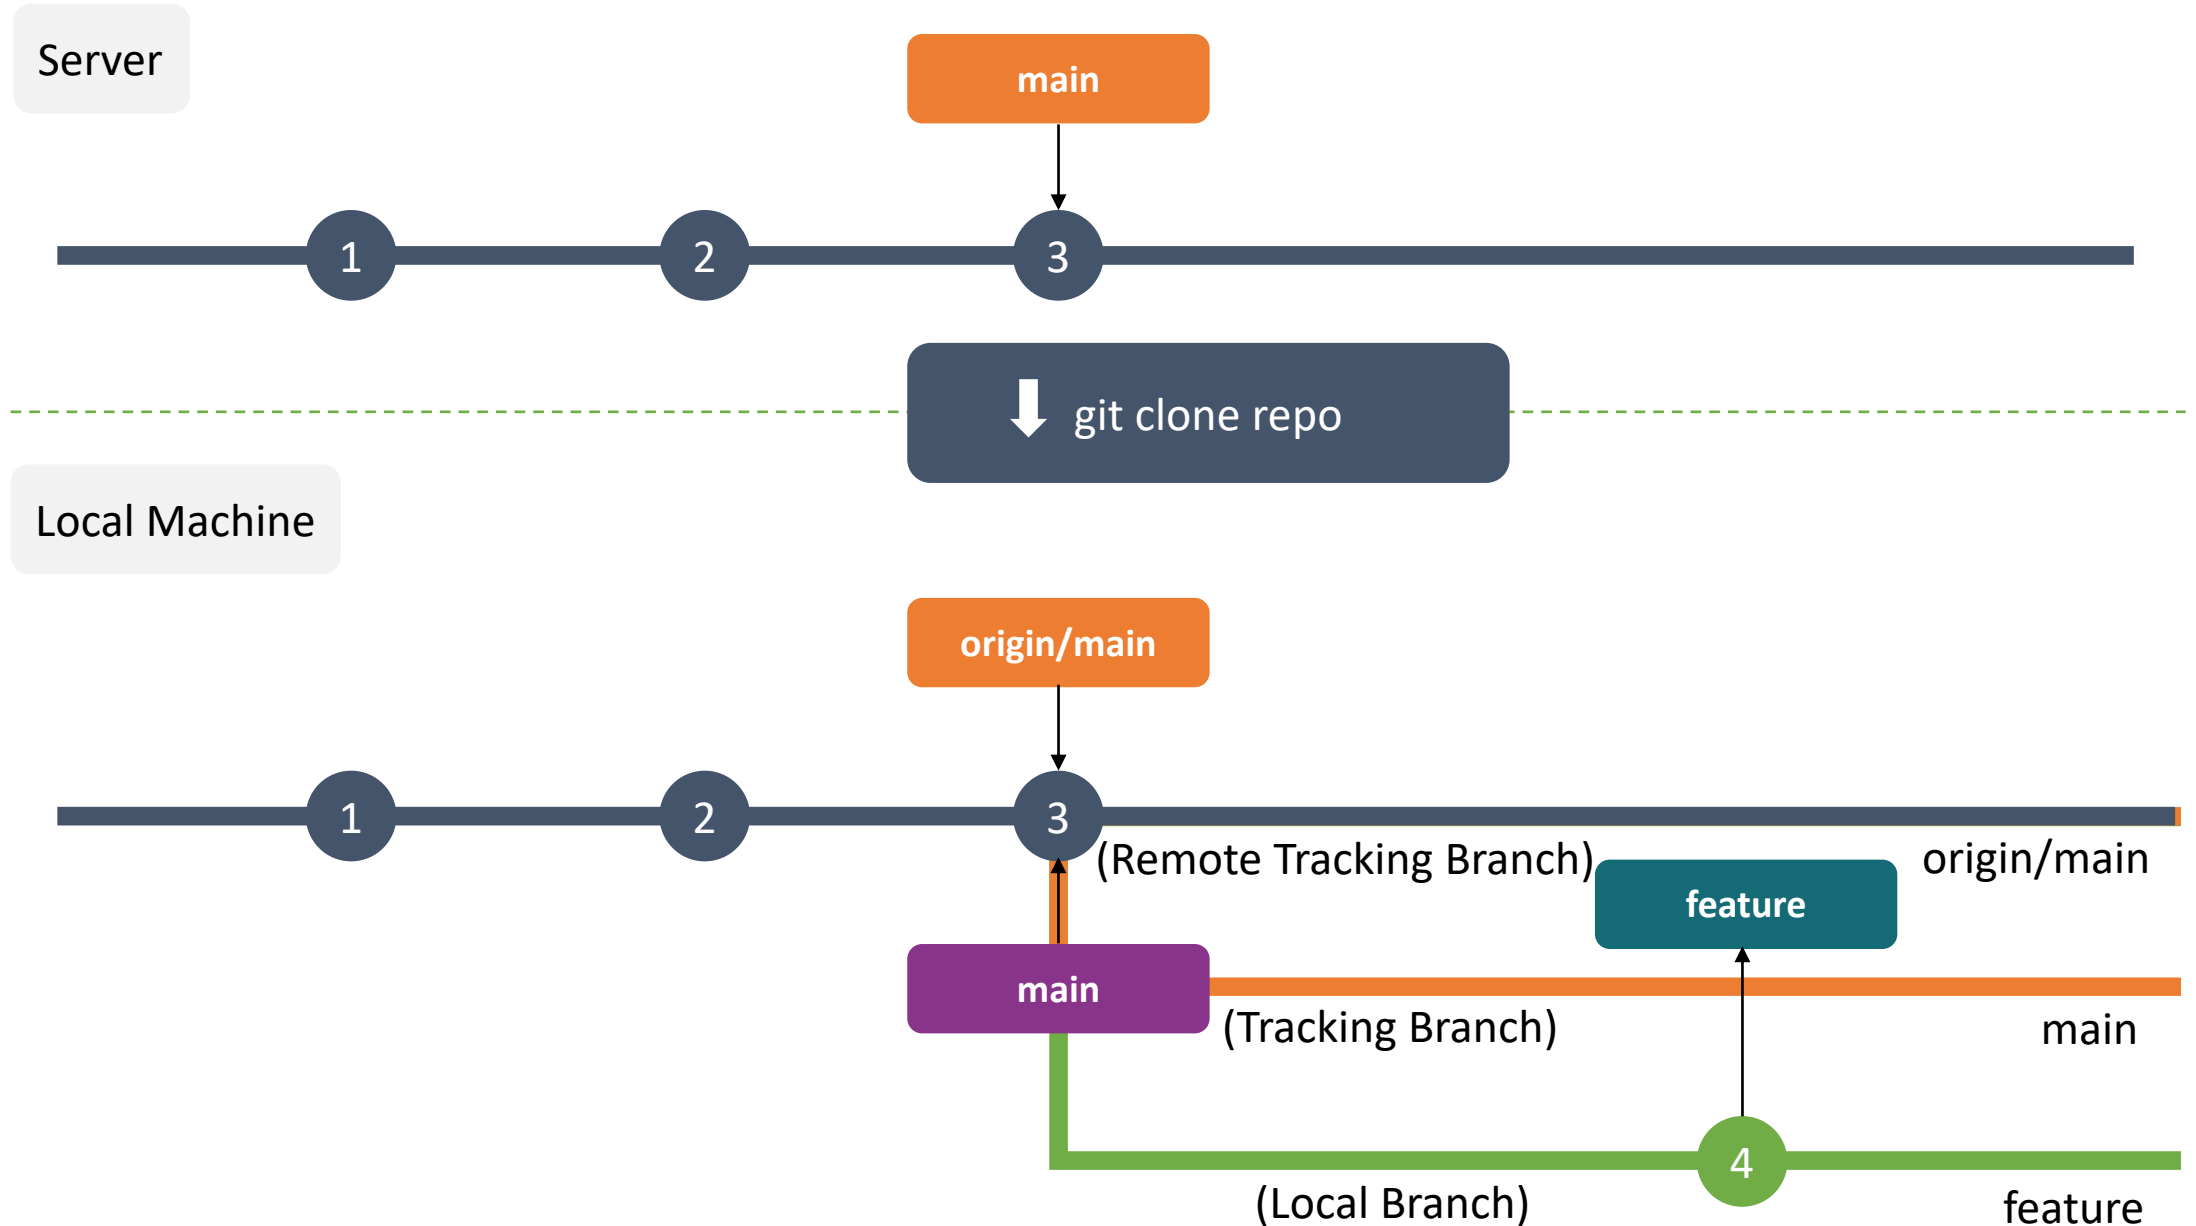 Server
main
1
2
3
git clone repo
Local Machine
origin/main
1
2
3
(Remote Tracking Branch)
origin/main
feature
main
(Tracking Branch)
main
4
(Local Branch)
feature